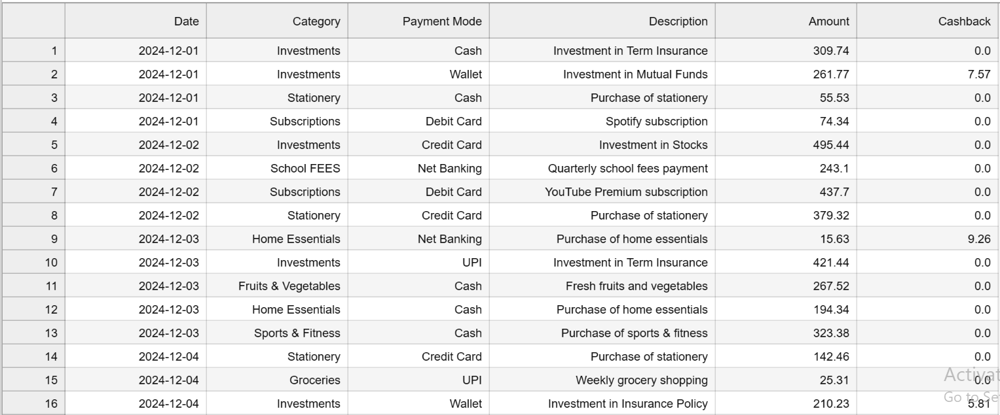 Date Category Payment Mode Description Amount Cashback
1 2024-12-01 Investments Cash Investment in Term Insurance 309.74 0.0
2 2024-12-01 Investments Wallet Investment in Mutual Funds 261.77 7.57
3 2024-12-01 Stationery Cash Purchase of stationery 55.53 0.0
4 2024-12-01 Subscriptions Debit Card Spotify subscription 74.34 0.0
5 2024-12-02 Investments Credit Card Investment in Stocks 495.44 0.0
6 2024-12-02 School FEES Net Banking Quarterly school fees payment 243.1 0.0
7 2024-12-02 Subscriptions Debit Card YouTube Premium subscription 437.7 0.0
8 2024-12-02 Stationery Credit Card Purchase of stationery 379.32 0.0
9 2024-12-03 Home Essentials Net Banking Purchase of home essentials 15.63 9.26
10 2024-12-03 Investments UPI Investment in Term Insurance 421.44 0.0
11 2024-12-03 Fruits & Vegetables Cash Fresh fruits and vegetables 267.52 0.0
12 2024-12-03 Home Essentials Cash Purchase of home essentials 194.34 0.0
13 2024-12-03 Sports & Fitness Cash Purchase of sports & fitness 323.38 0.0
14 2024-12-04 Stationery Credit Card Purchase of stationery 142.46 0.0
15 2024-12-04 Groceries UPI Weekly grocery shopping 25.31 0.0
16 2024-12-04 Investments Wallet Investment in Insurance Policy 210.23 5.81
Activat
Go to Se